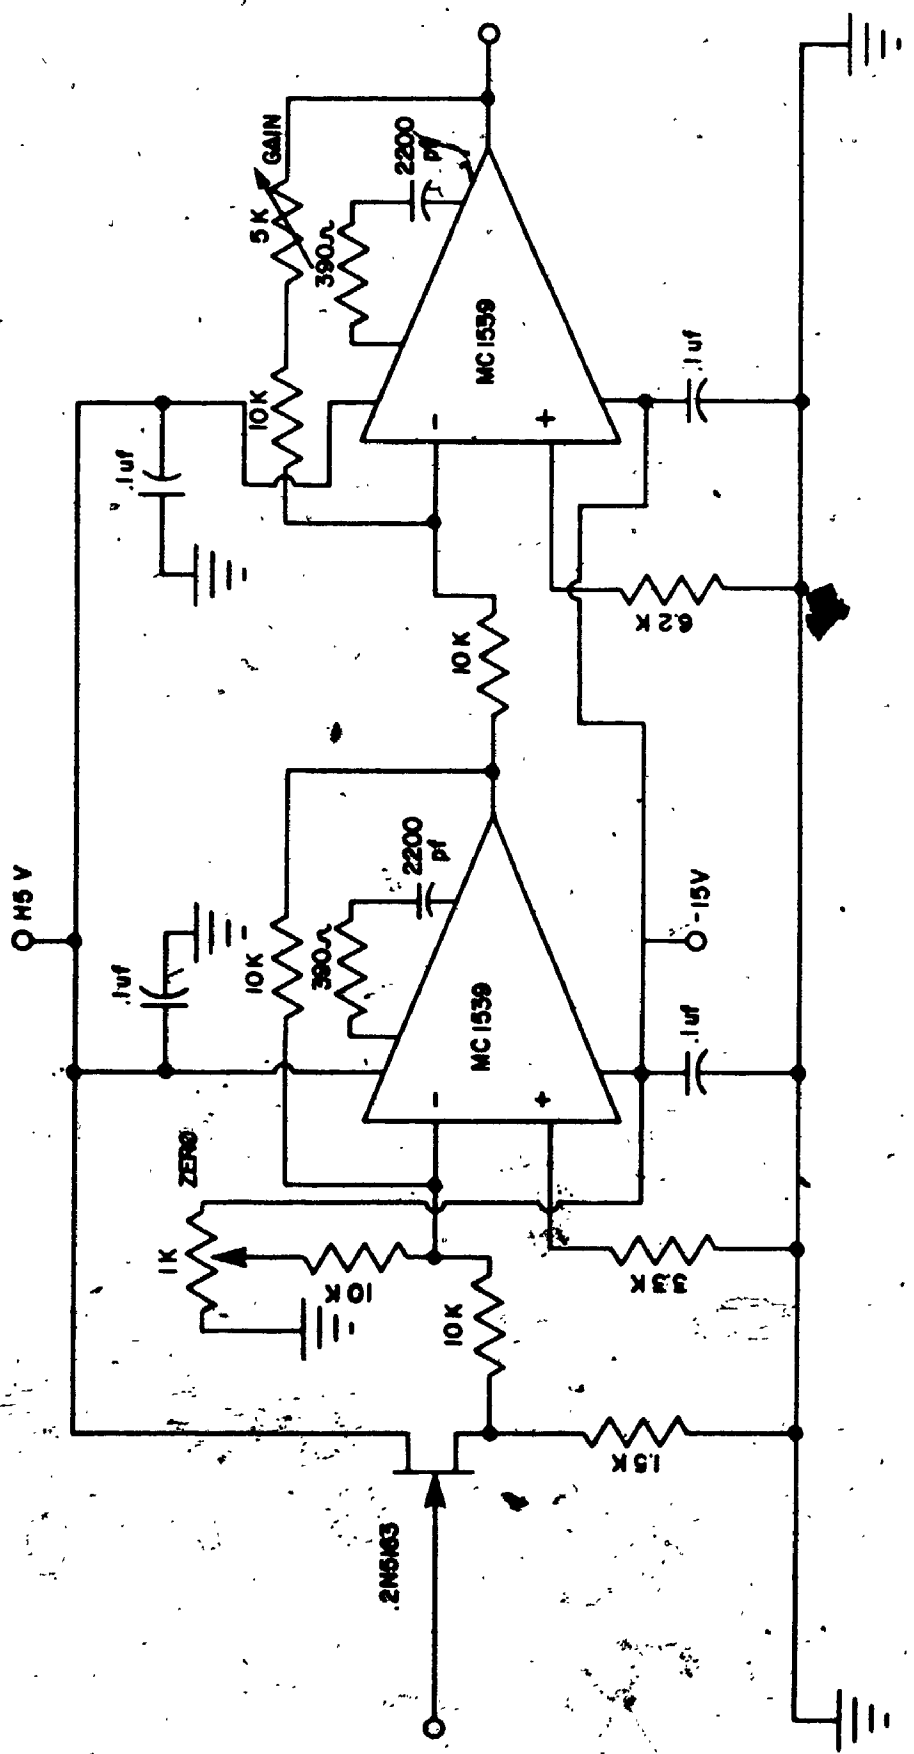 +15 V
.1uf
.1uf
ZERO
1K
10K
10K
5K
GAIN
390Ω
390Ω
10K
.2N5163
2200
pf
2200
pf
10K
10K
-
MC1539
-
MC1539
+
+
1.5K
3.3K
6.2K
.1uf
-15V
.1uf